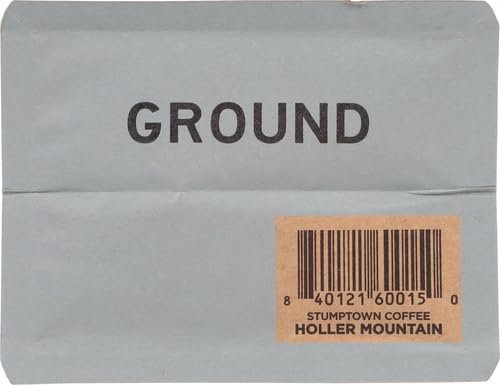 GROUND
8 40121 60015 0
STUMPTOWN COFFEE
HOLLER MOUNTAIN